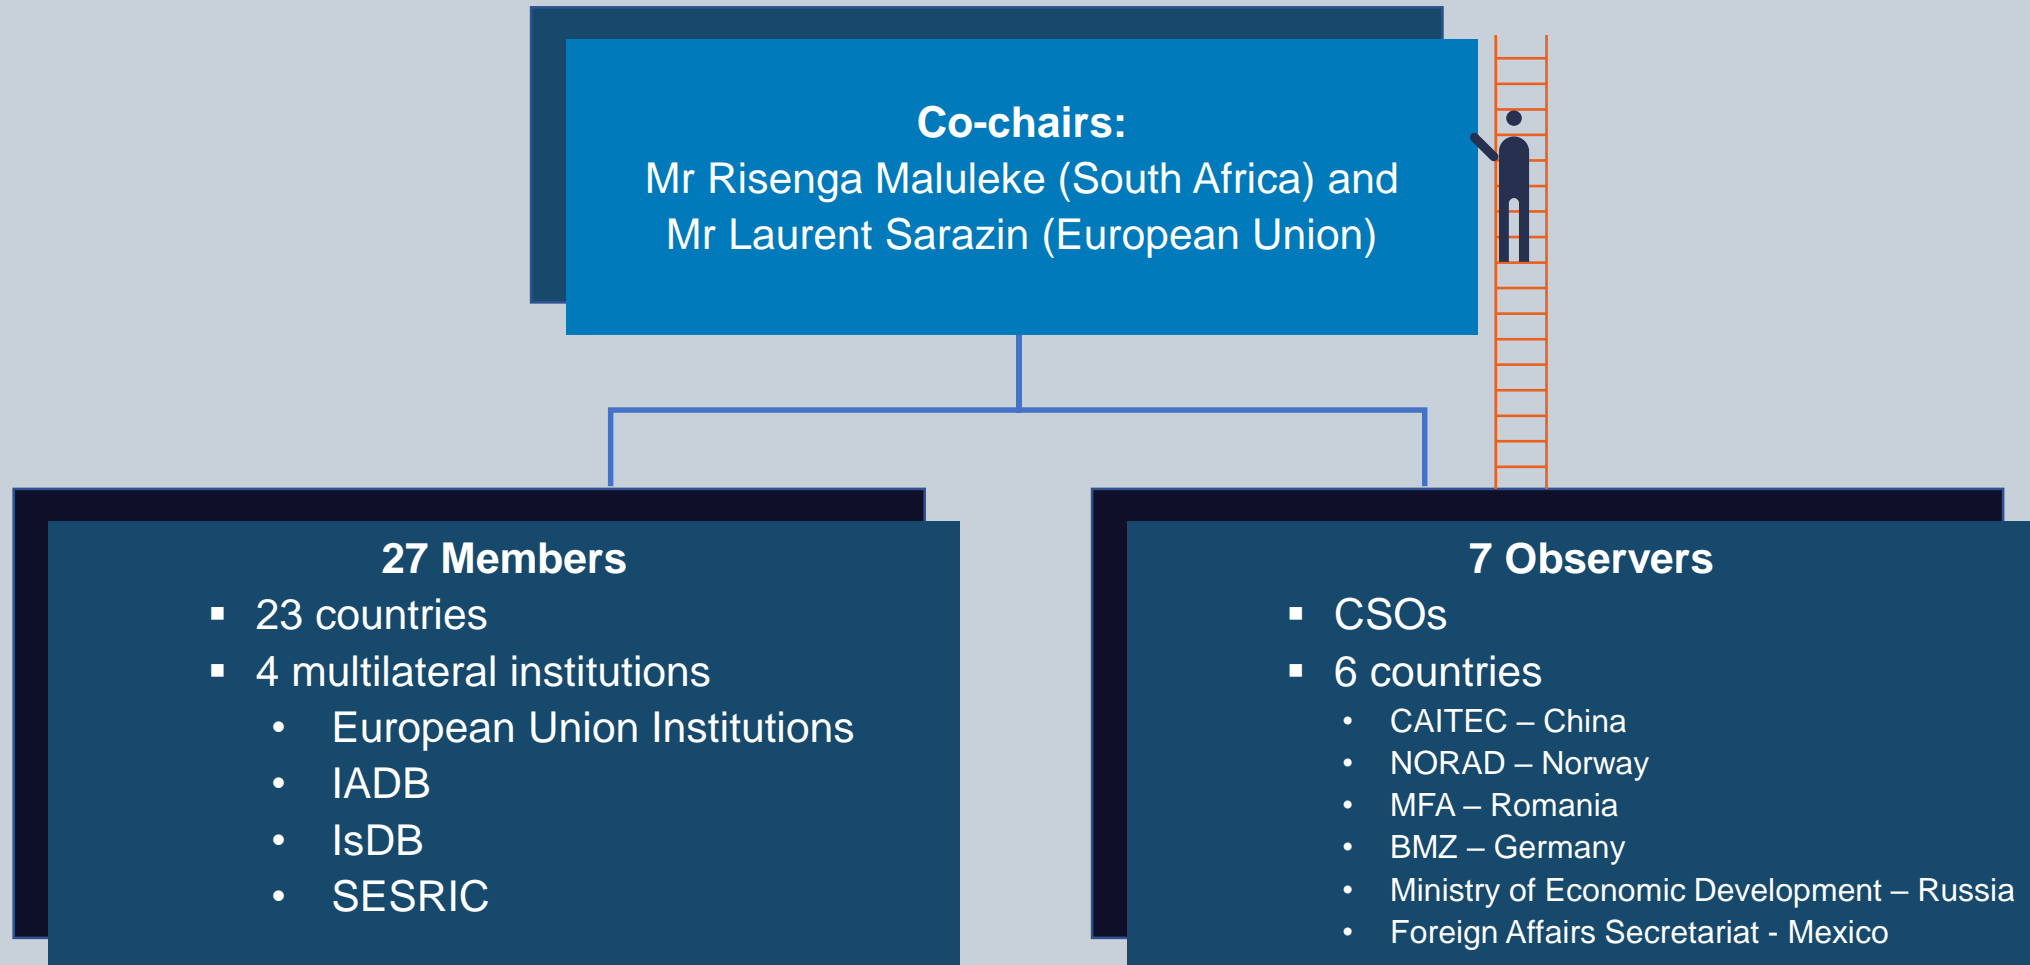 Co-chairs:
Mr Risenga Maluleke (South Africa) and
Mr Laurent Sarazin (European Union)
27 Members
▪ 23 countries
▪ 4 multilateral institutions
• European Union Institutions
• IADB
• IsDB
• SESRIC
7 Observers
▪ CSOs
▪ 6 countries
• CAITEC – China
• NORAD – Norway
• MFA – Romania
• BMZ – Germany
• Ministry of Economic Development – Russia
• Foreign Affairs Secretariat - Mexico